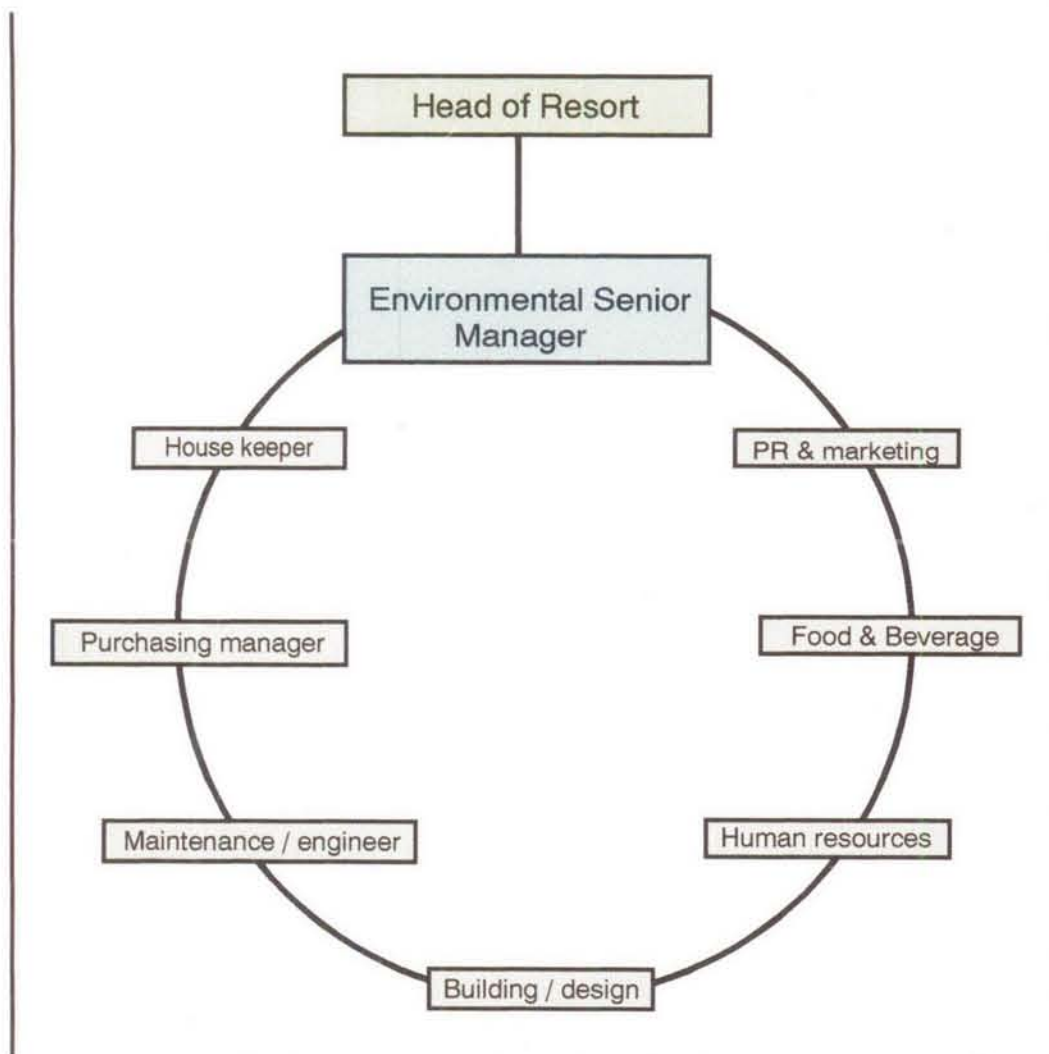 Head of Resort
Environmental Senior
Manager
House keeper
PR & marketing
Purchasing manager
Food & Beverage
Maintenance / engineer
Human resources
Building / design